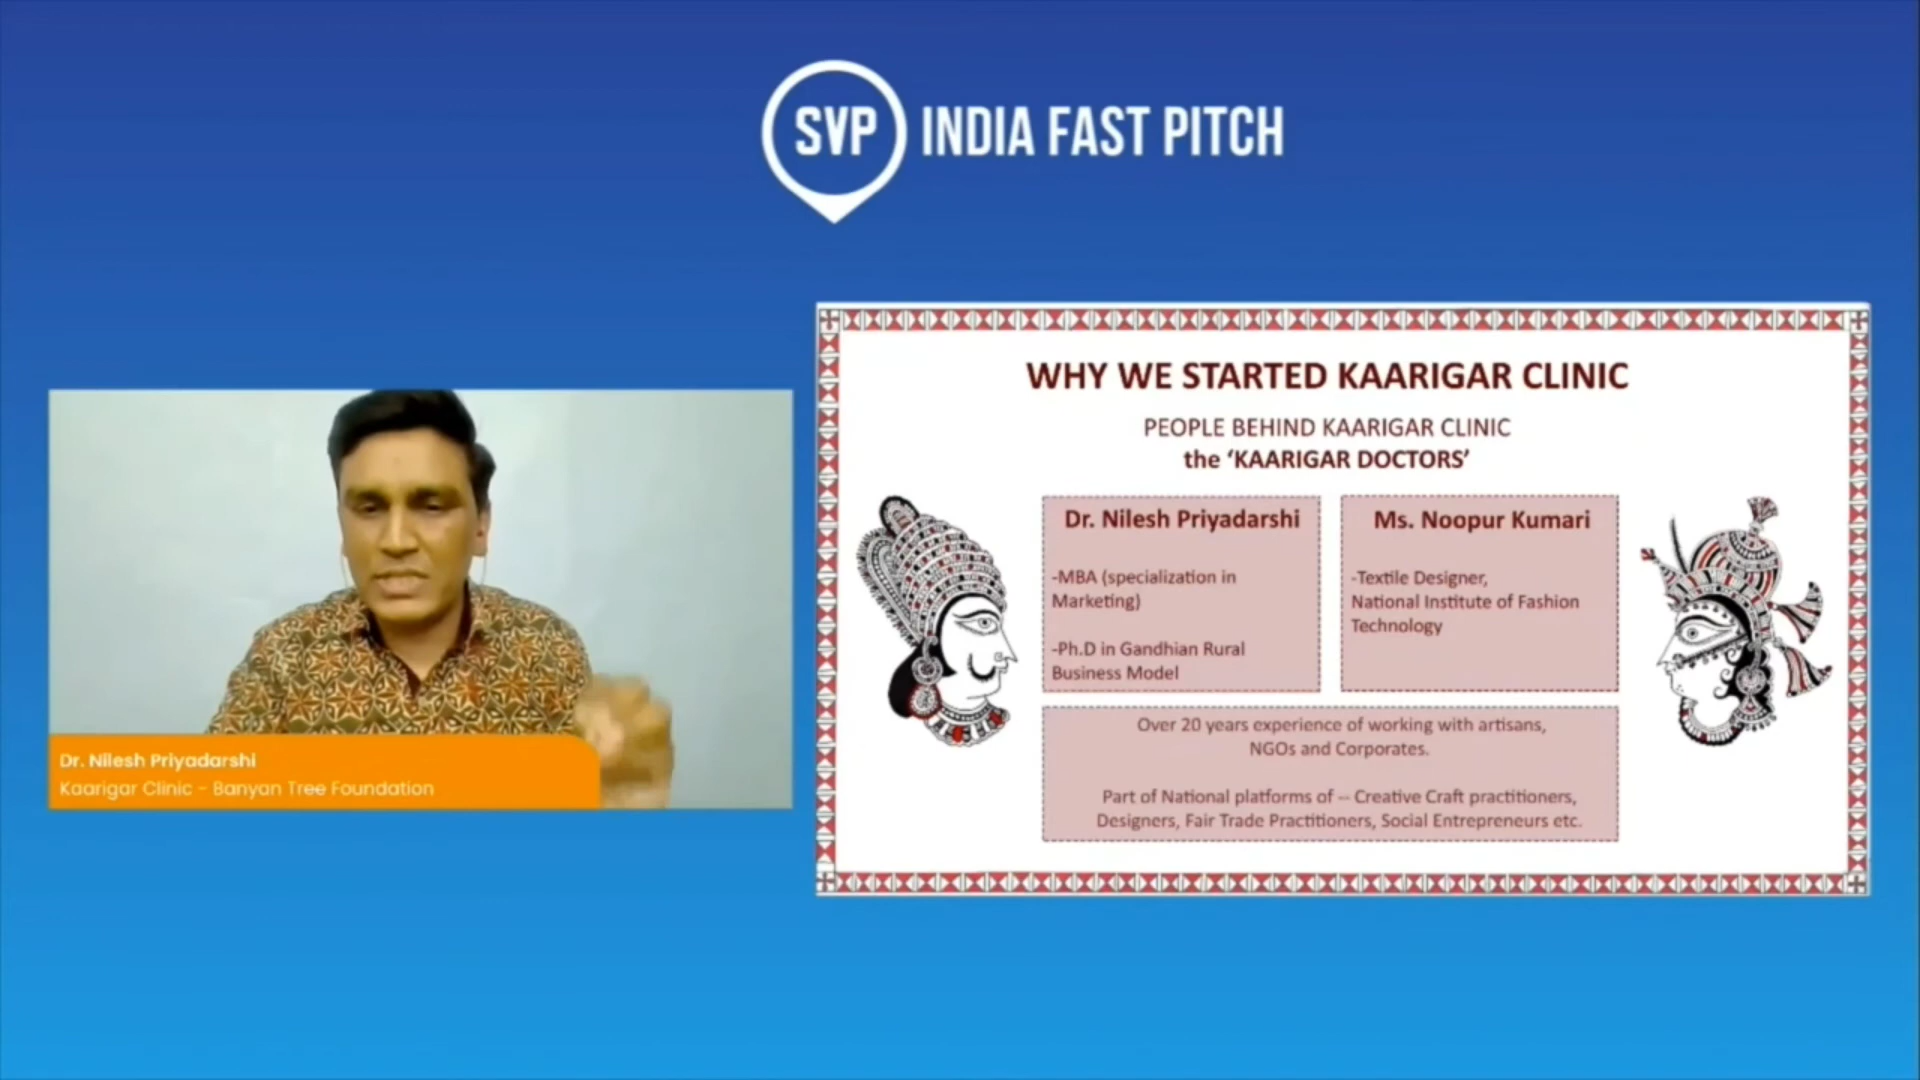 SVP INDIA FAST PITCH
WHY WE STARTED KAARIGAR CLINIC
PEOPLE BEHIND KAARIGAR CLINIC
the ‘KAARIGAR DOCTORS’
Dr. Nilesh Priyadarshi
-MBA (specialization in
Marketing)
-Ph.D in Gandhian Rural
Business Model
Ms. Noopur Kumari
-Textile Designer,
National Institute of Fashion
Technology
Over 20 years experience of working with artisans,
NGOs and Corporates.
Part of National platforms of -- Creative Craft practitioners,
Designers, Fair Trade Practitioners, Social Entrepreneurs etc.
Dr. Nilesh Priyadarshi
Kaarigar Clinic - Banyan Tree Foundation